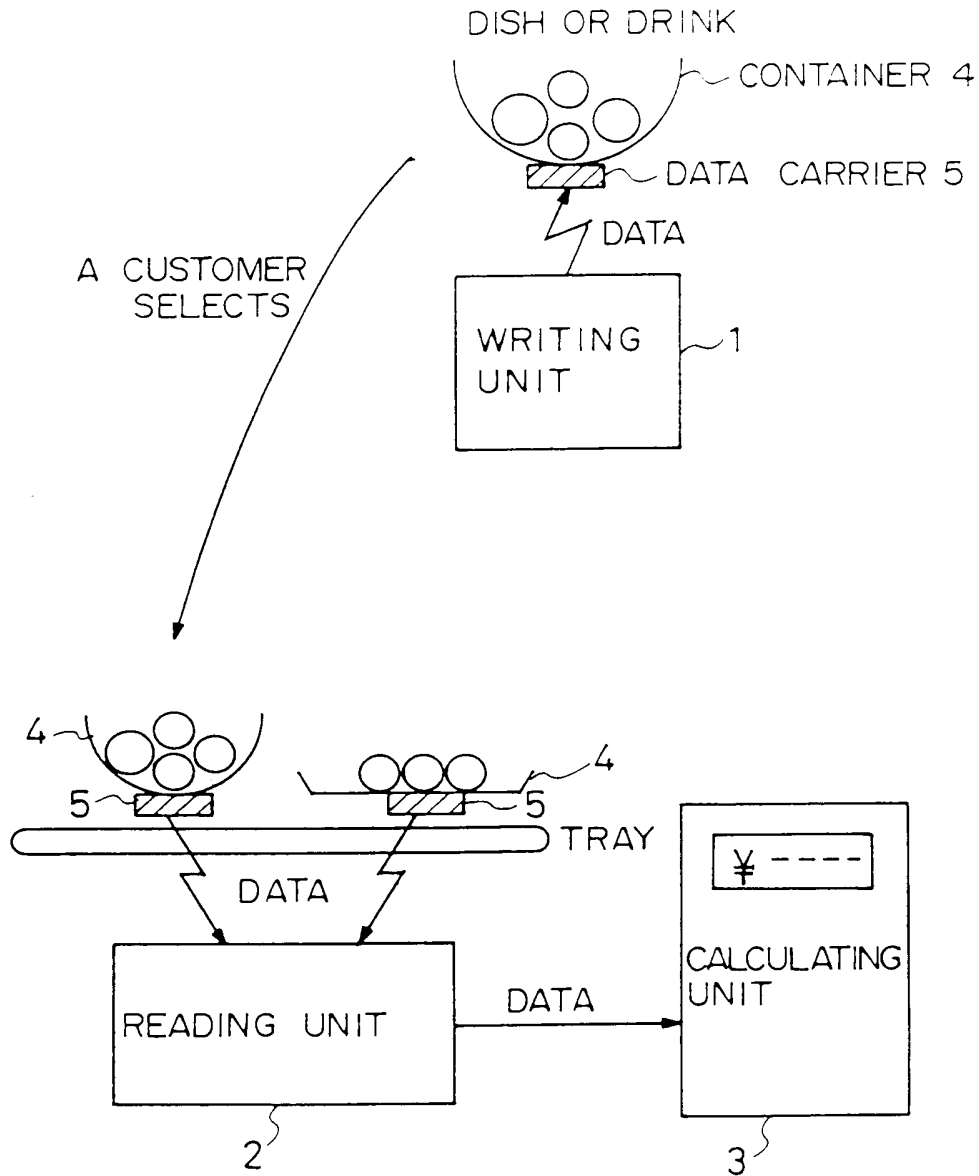 DISH OR DRINK
CONTAINER 4
DATA CARRIER 5
DATA
A CUSTOMER
SELECTS
WRITING
UNIT
1
4
4
5
5
TRAY
DATA
¥ ----
CALCULATING
UNIT
READING UNIT
DATA
2
3